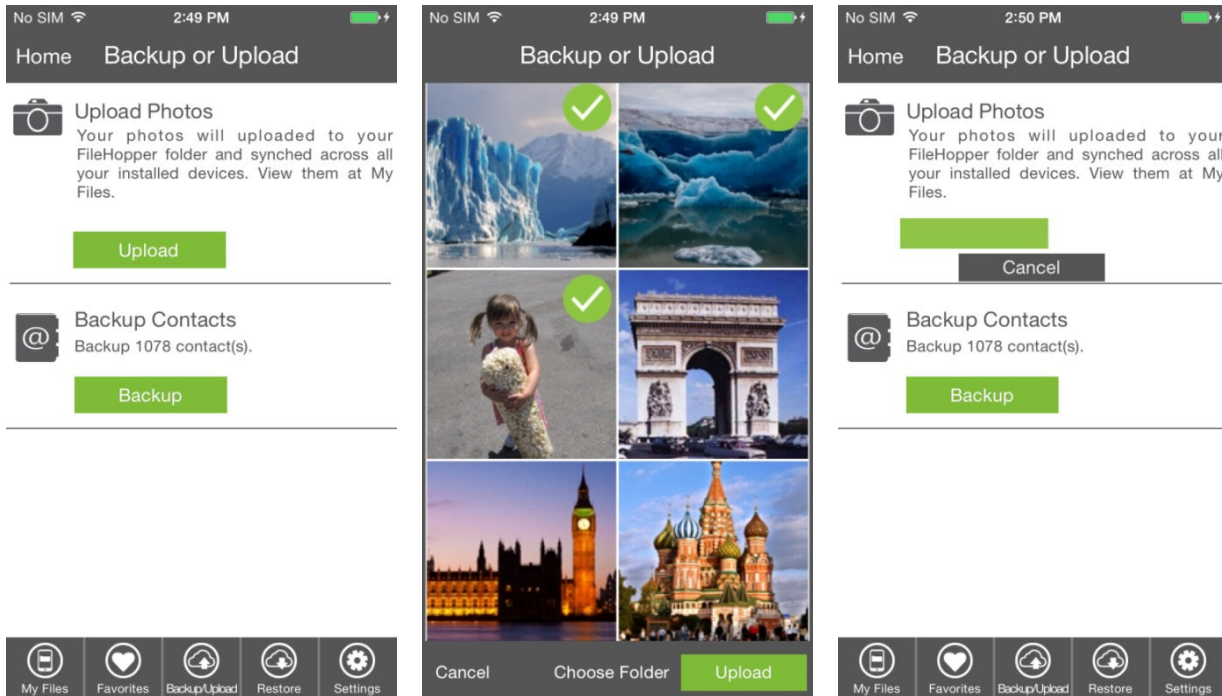 No SIM 2:49 PM
Home Backup or Upload
Upload Photos
Your photos will uploaded to your
FileHopper folder and synched across all
your installed devices. View them at My
Files.
Upload
Backup Contacts
@
Backup 1078 contact(s).
Backup
My Files Favorites Backup/Upload Restore Settings
No SIM 2:49 PM
Backup or Upload
Cancel Choose Folder Upload
No SIM 2:50 PM
Home Backup or Upload
Upload Photos
Your photos will uploaded to your
FileHopper folder and synched across all
your installed devices. View them at My
Files.
Cancel
Backup Contacts
@
Backup 1078 contact(s).
Backup
My Files Favorites Backup/Upload Restore Settings